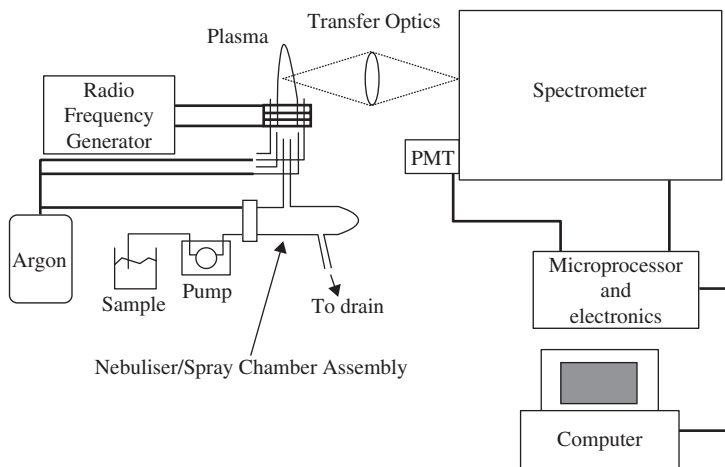 Transfer Optics
Plasma
Radio
Frequency
Generator
Spectrometer
PMT
Argon
Sample
Pump
To drain
Microprocessor
and
electronics
Nebuliser/Spray Chamber Assembly
Computer